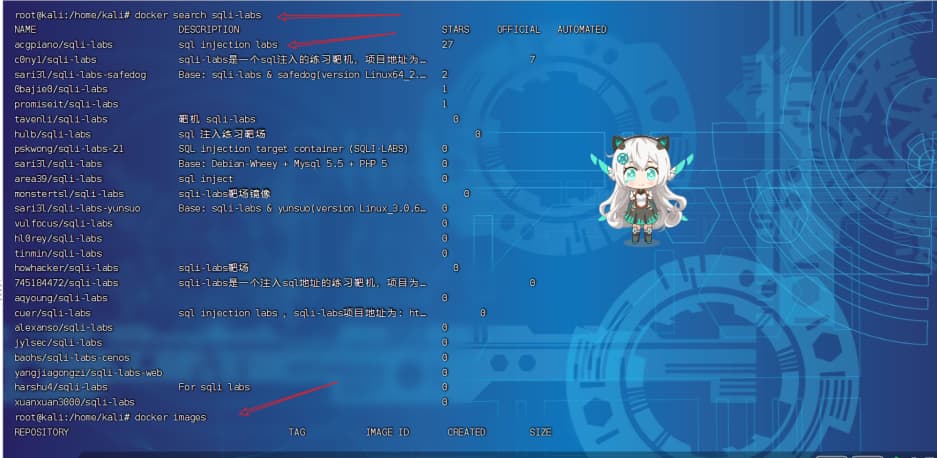 root@kali:/home/kali# docker search sqli-labs
NAME DESCRIPTION STARS OFFICIAL AUTOMATED
acgpiano/sqli-labs sql injection labs 27
c0ny1/sqli-labs sqli-labs是一个sql注入的练习靶机，项目地址为… 7
sari3l/sqli-labs-safedog Base: sqli-labs & safedog(version Linux64_2.… 2
0bajie0/sqli-labs 1
promiseit/sqli-labs 1
tavenli/sqli-labs 靶机 sqli-labs 0
hulb/sqli-labs sql 注入练习靶场 0
pskwong/sqli-labs-21 SQL injection target container (SQLI-LABS) 0
sari3l/sqli-labs Base: Debian-Wheey + Mysql 5.5 + PHP 5 0
area39/sqli-labs sql inject 0
monstertsl/sqli-labs sqli-labs靶场镜像 0
sari3l/sqli-labs-yunsuo Base: sqli-labs & yunsuo(version Linux_3.0.6… 0
vulfocus/sqli-labs 0
hl0rey/sqli-labs 0
tinmin/sqli-labs 0
howhacker/sqli-labs sqli-labs靶场 0
745184472/sqli-labs sqli-labs是一个注入sql地址的练习靶机，项目为… 0
aqyoung/sqli-labs 0
cuer/sqli-labs sql injection labs , sqli-labs项目地址为: ht… 0
alexanso/sqli-labs 0
jylsec/sqli-labs 0
baohs/sqli-labs-cenos 0
yangjiagongzi/sqli-labs-web 0
harshu4/sqli-labs For sqli labs 0
xuanxuan3000/sqli-labs 0
root@kali:/home/kali# docker images
REPOSITORY TAG IMAGE ID CREATED SIZE